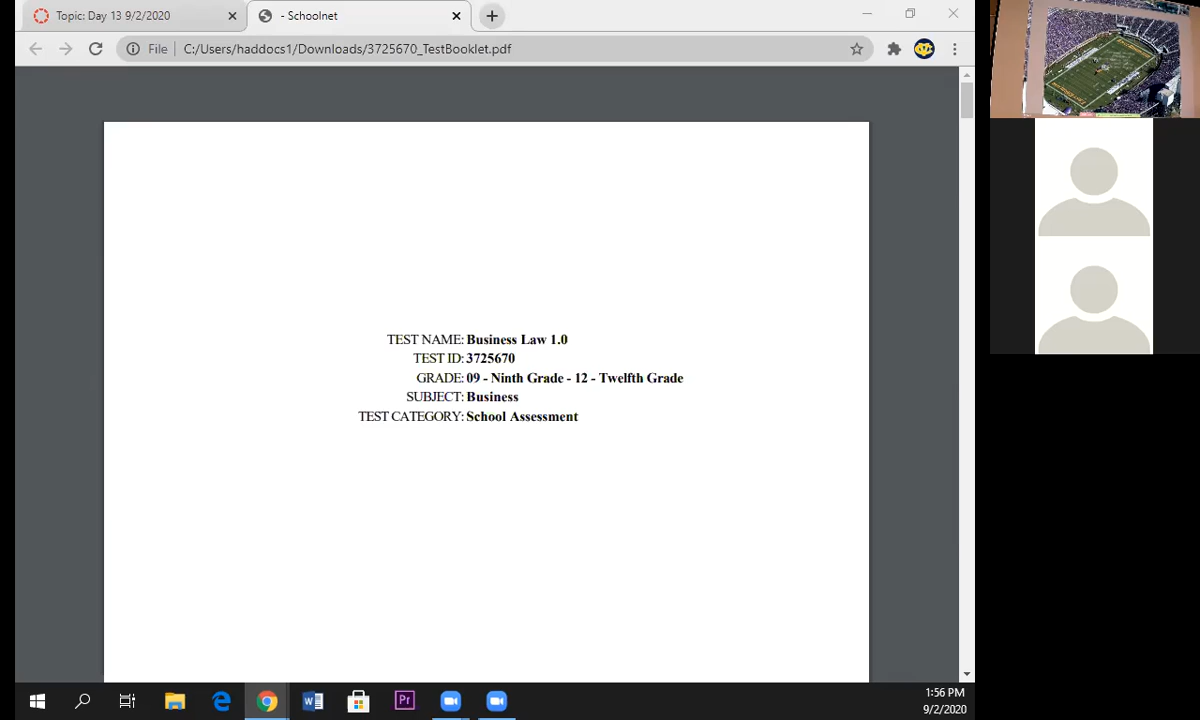 Topic: Day 13 9/2/2020
- Schoolnet
File
C:/Users/haddocs1/Downloads/3725670_TestBooklet.pdf
TEST NAME: Business Law 1.0
TEST ID: 3725670
GRADE: 09 - Ninth Grade - 12 - Twelfth Grade
SUBJECT: Business
TEST CATEGORY: School Assessment
Pr
1:56 PM
9/2/2020